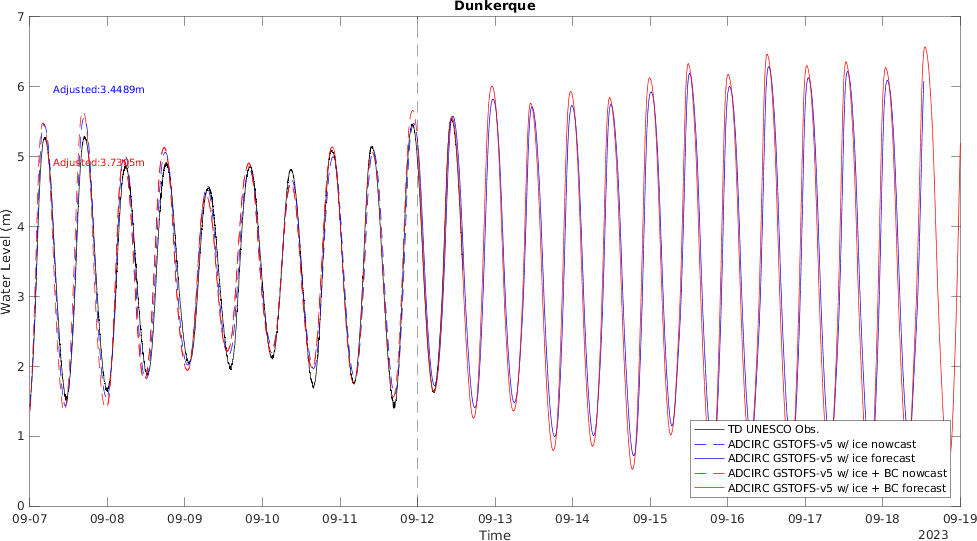 Dunkerque
7
6
5
4
3
2
1
0
Water Level (m)
Adjusted:3.4489m
TD UNESCO Obs.
ADCIRC GSTOFS-v5 w/ ice nowcast
ADCIRC GSTOFS-v5 w/ ice forecast
ADCIRC GSTOFS-v5 w/ ice + BC nowcast
ADCIRC GSTOFS-v5 w/ ice + BC forecast
09-07 09-08 09-09 09-10 09-11 09-12 09-13 09-14 09-15 09-16 09-17 09-18 09-19
Time
2023